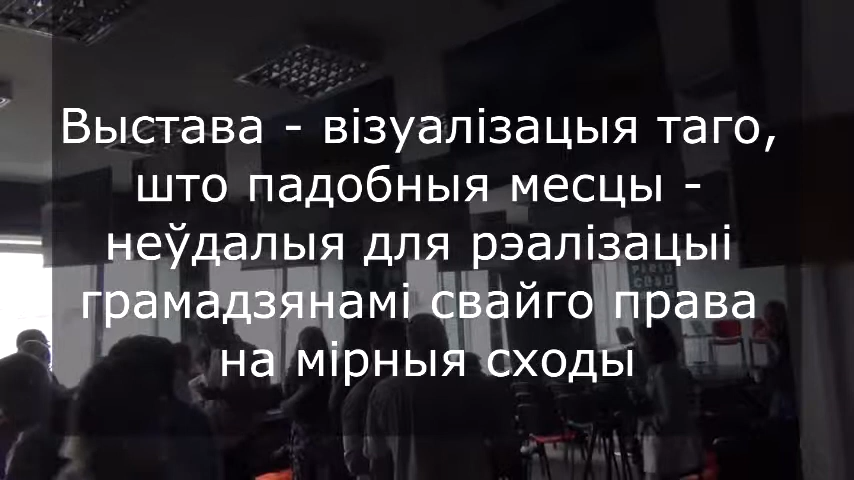 Выстава - візуалізацыя таго,
што падобныя месцы -
неўдалыя для рэалізацыі
грамадзянамі свайго права
на мірныя сходы